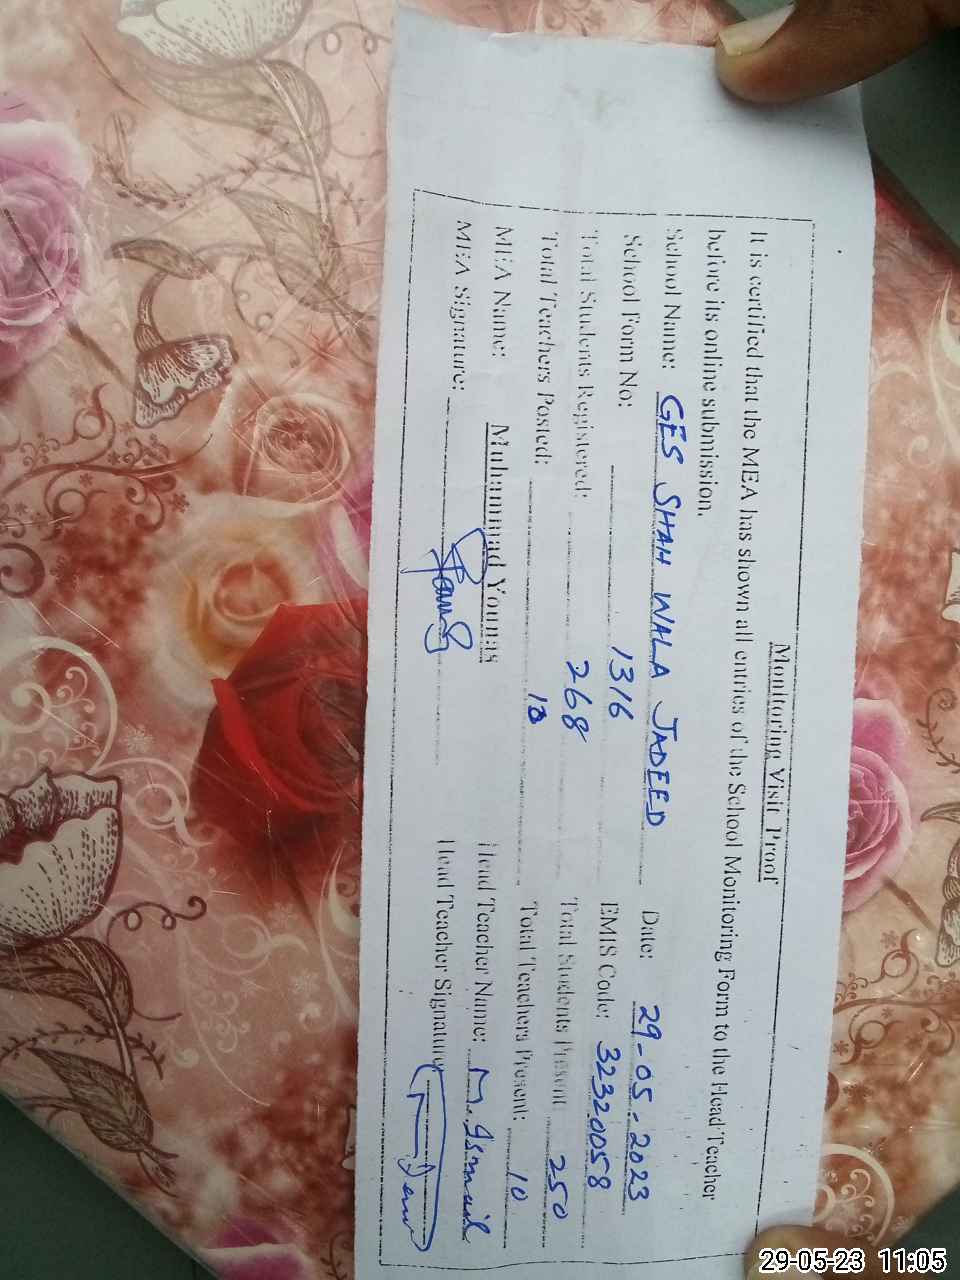 Monitoring Visit Proof
It is certified that the MEA has shown all entries of the School Monitoring Form to the Head Teacher
before its online submission.
School Name: GES SHAH WALA JADEED Date: 29-05-2023
School Form No: 1316 EMIS Code: 32320058
Total Students Registered: 268 Total Students Present: 250
Total Teachers Posted: 10 Total Teachers Present: 10
MEA Name: Muhammad Younas Head Teacher Name: M. Ismail
MEA Signature: Head Teacher Signature
29-05-23 11:05